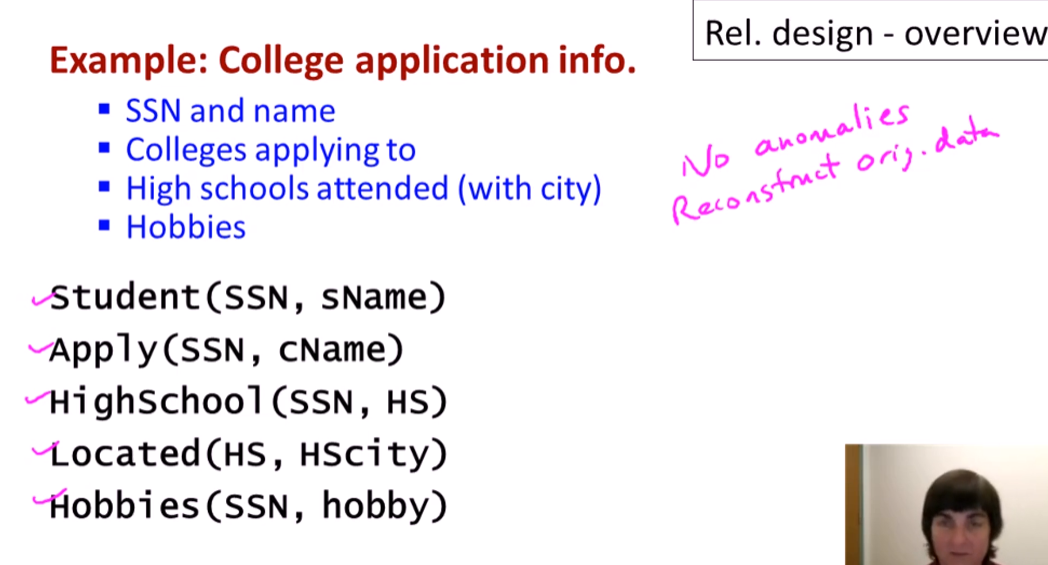 Rel. design - overview
Example: College application info.
▪ SSN and name
▪ Colleges applying to
▪ High schools attended (with city)
▪ Hobbies
No anomalies
Reconstruct orig. data
Student(SSN, sName)
Apply(SSN, cName)
HighSchool(SSN, HS)
Located(HS, HScity)
Hobbies(SSN, hobby)